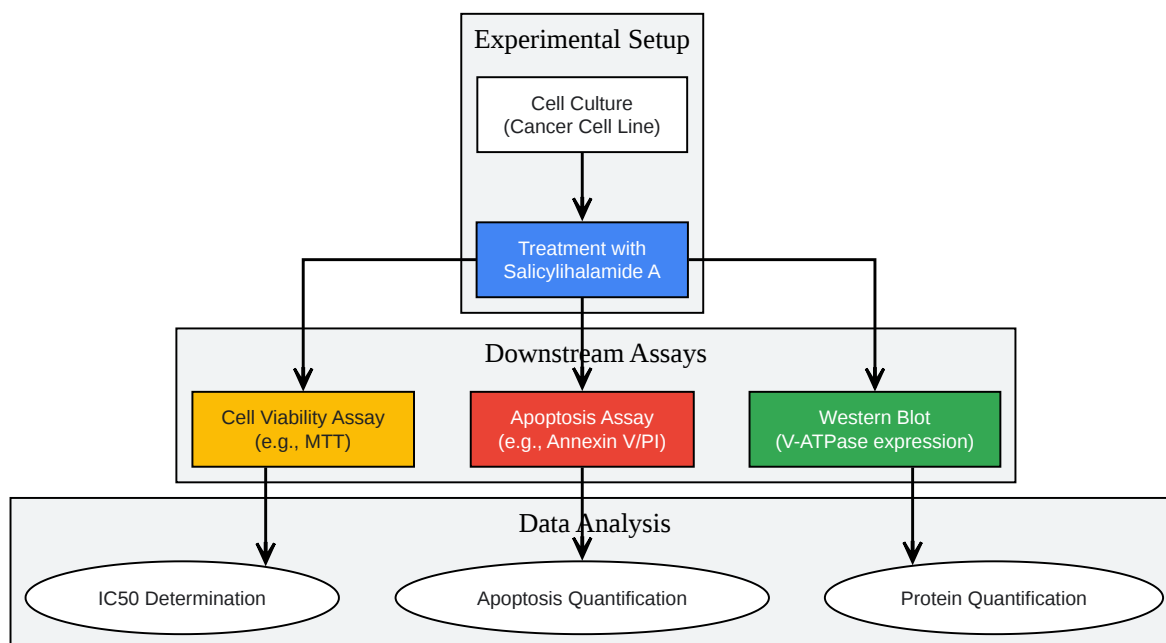 Experimental Setup
Cell Culture
(Cancer Cell Line)
Treatment with
Salicylihalamide A
Downstream Assays
Cell Viability Assay
(e.g., MTT)
Apoptosis Assay
(e.g., Annexin V/PI)
Western Blot
(V-ATPase expression)
Data Analysis
IC50 Determination
Apoptosis Quantification
Protein Quantification